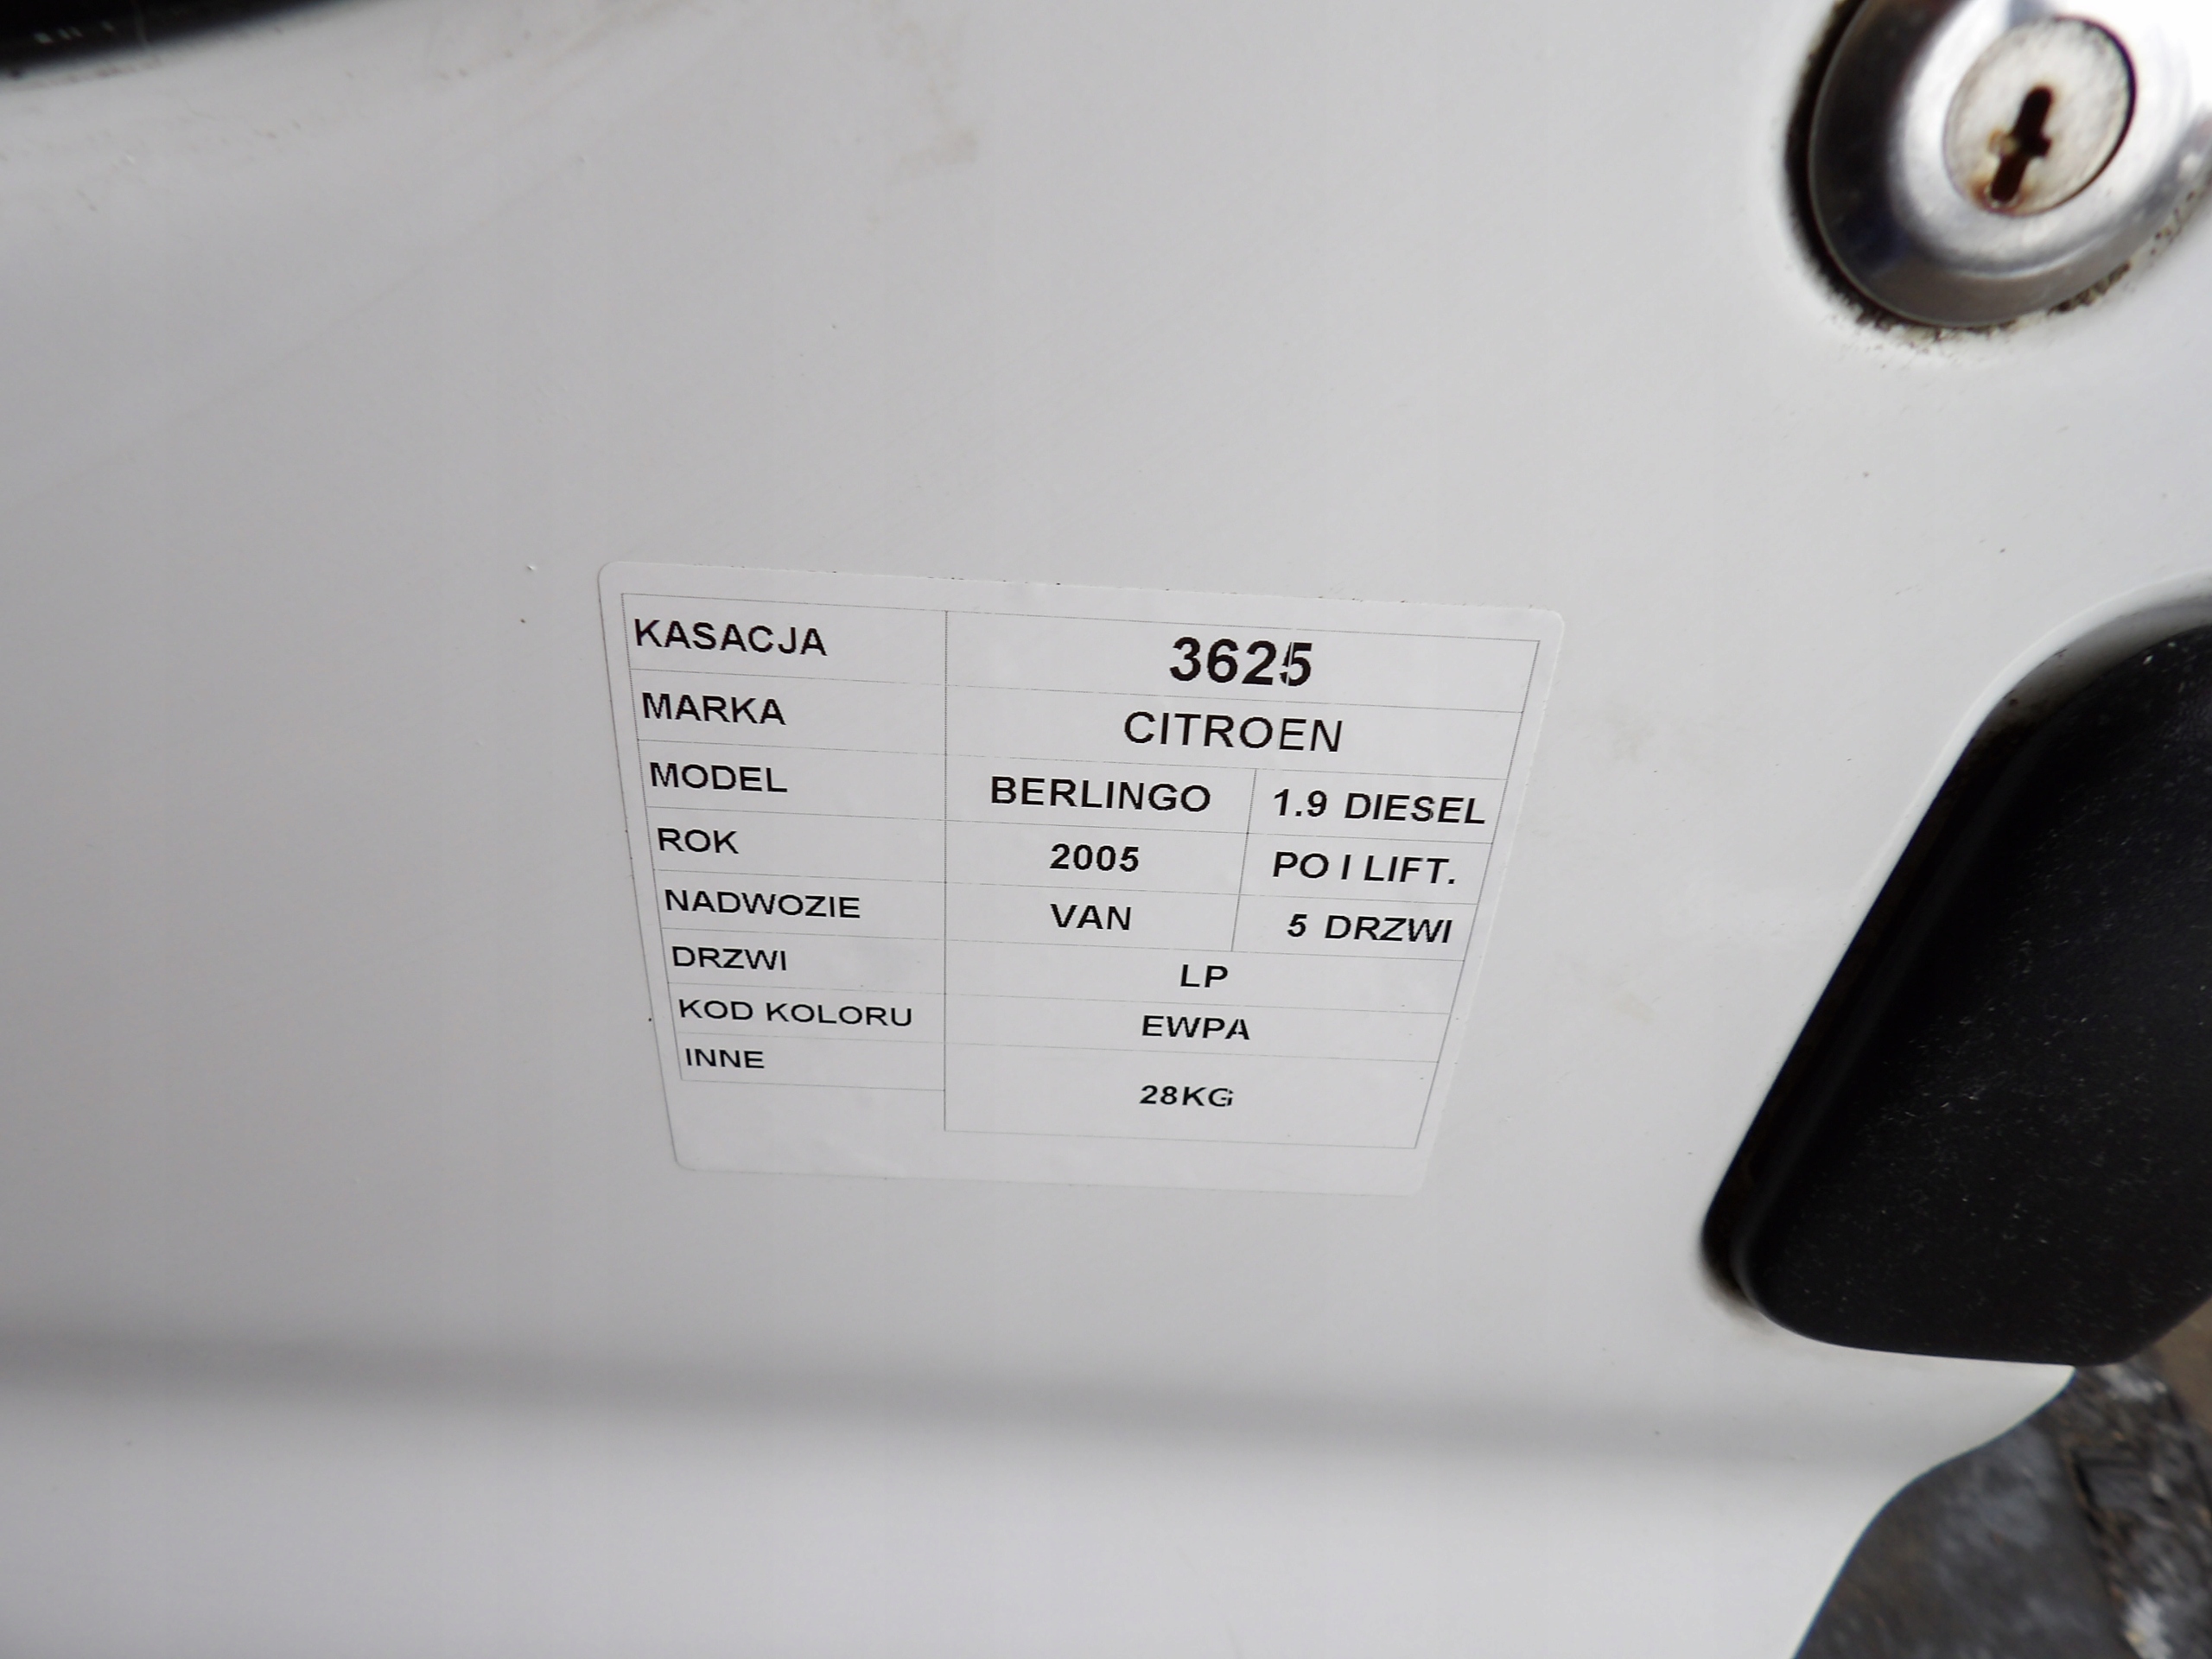 KASACJA 3625
MARKA CITROEN
MODEL BERLINGO 1.9 DIESEL
ROK 2005 PO I LIFT.
NADWOZIE VAN 5 DRZWI
DRZWI LP
KOD KOLORU EWPA
INNE 28KG